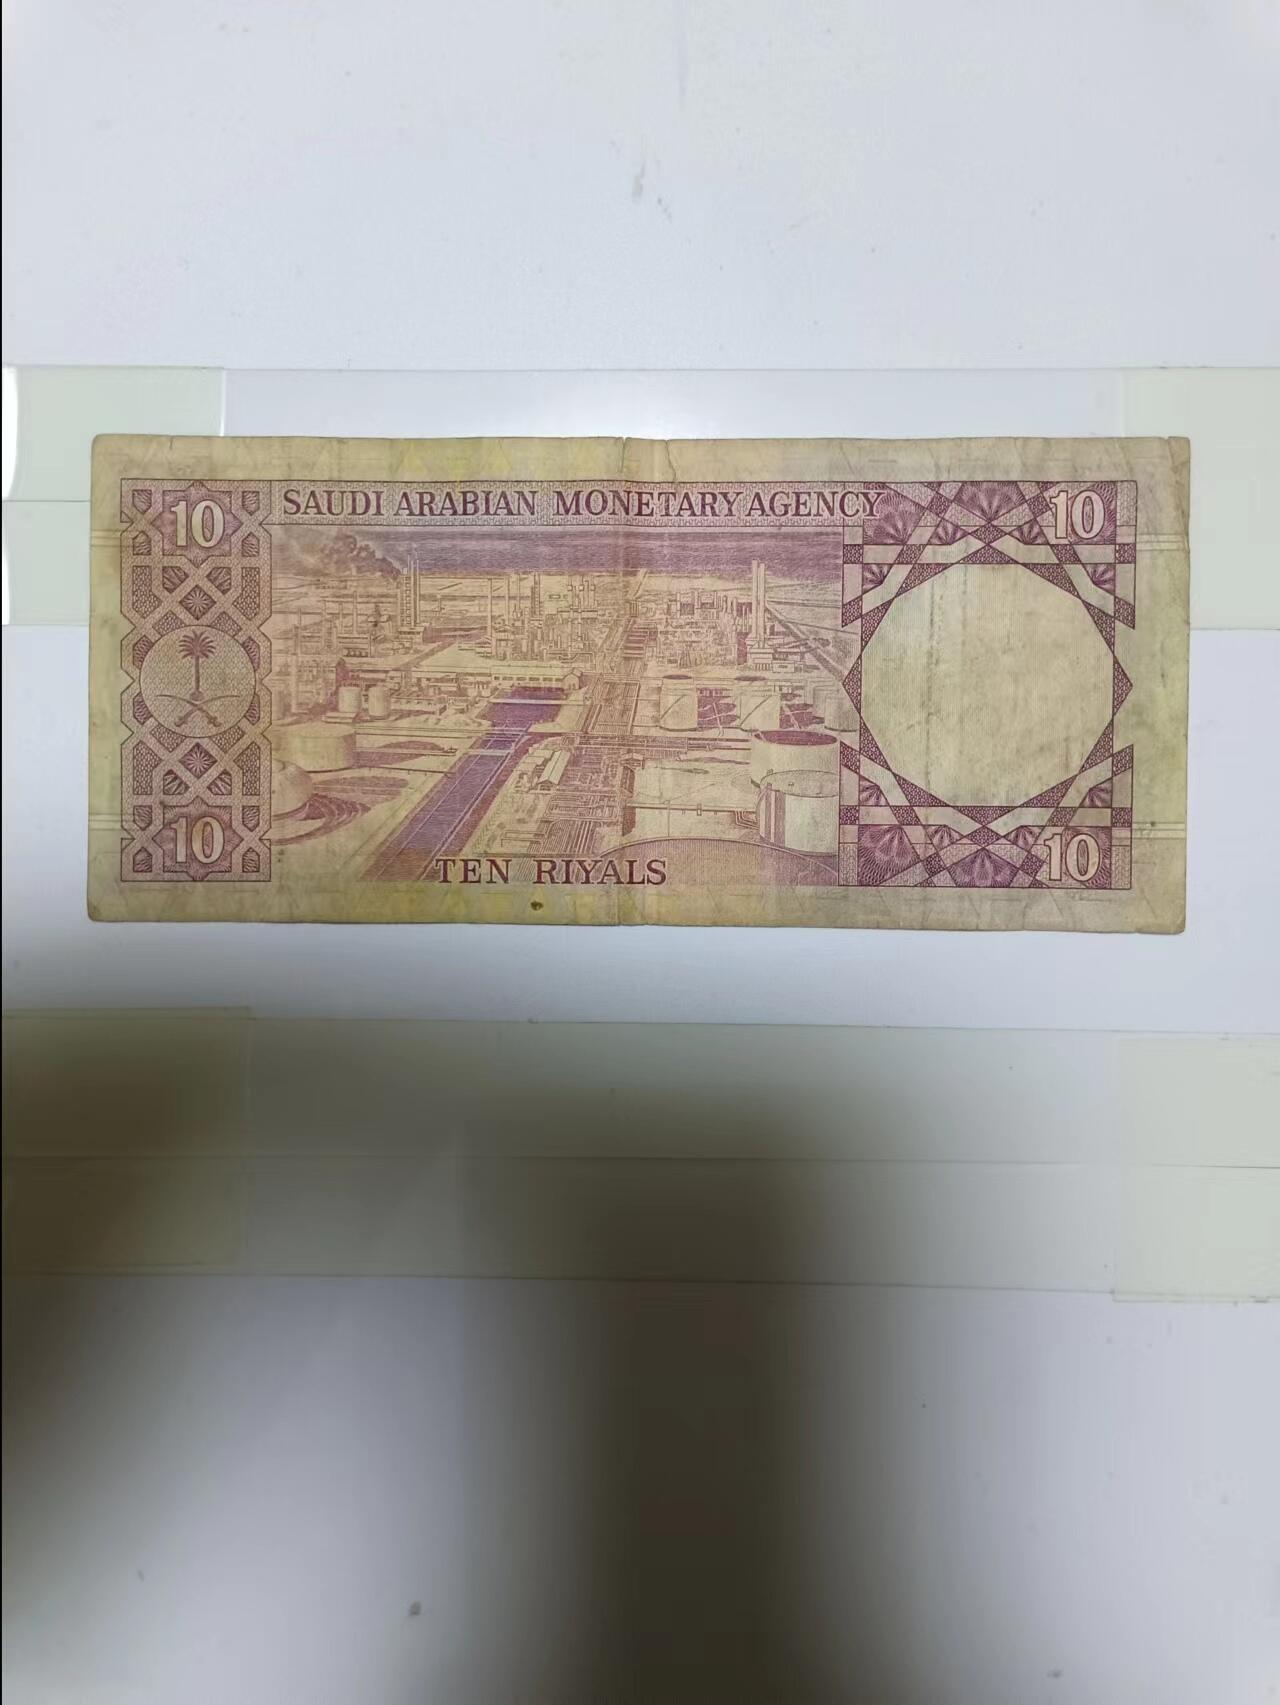 10 SAUDI ARABIAN MONETARY AGENCY 10
10 TEN RIYALS 10